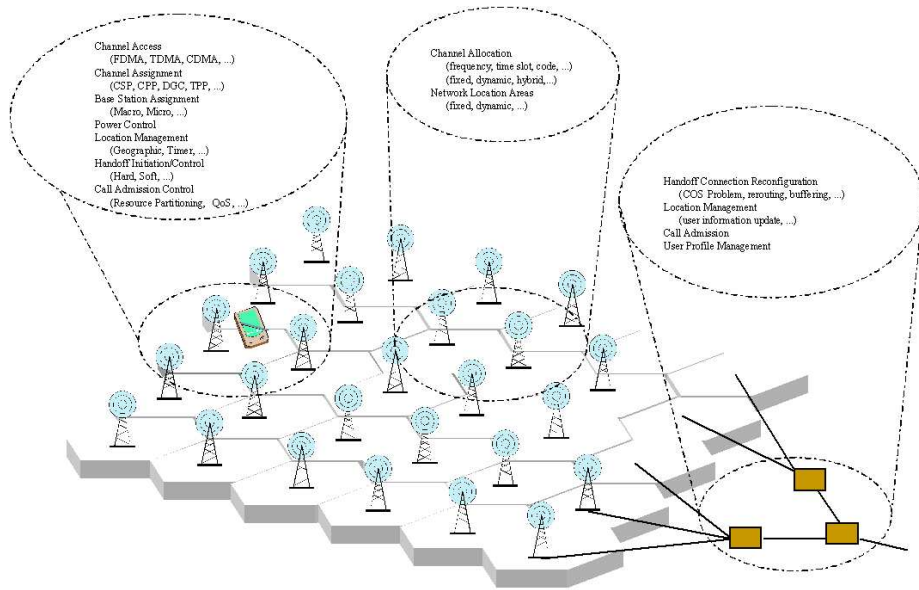 Channel Access
(FDMA, TDMA, CDMA, ...)
Channel Assignment
(CSP, CPP, DGC, TPP, ...)
Base Station Assignment
(Macro, Micro, ...)
Power Control
Location Management
(Geographic, Timer, ...)
Handoff Initiation/Control
(Hard, Soft, ...)
Call Admission Control
(Resource Partitioning, QoS, ...)
Channel Allocation
(frequency, time slot, code, ...)
(fixed, dynamic, hybrid,...)
Network Location Areas
(fixed, dynamic, ...)
Handoff Connection Reconfiguration
(COS Problem, rerouting, buffering, ...)
Location Management
(user information update, ...)
Call Admission
User Profile Management